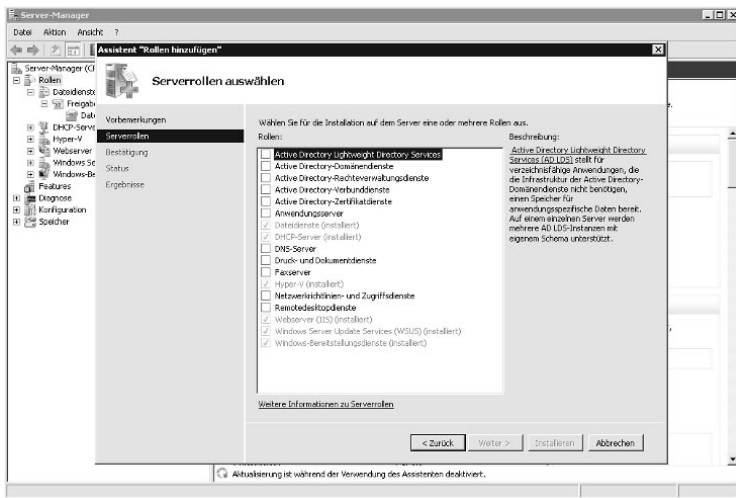 Server-Manager
Datei Aktion Ansicht ?
Server-Manager (C
Rollen
Dateidienste
Freigab
Date
DHCP-Serve
Hyper-V
Webserver
Windows Se
Windows-Be
Features
Diagnose
Konfiguration
Speicher
Assistent "Rollen hinzufügen"
Serverrollen auswählen
Vorbemerkungen
Serverrollen
Bestätigung
Status
Ergebnisse
Wählen Sie für die Installation auf dem Server eine oder mehrere Rollen aus.
Rollen:
Active Directory Lightweight Directory Services
Active Directory-Domänendienste
Active Directory-Rechteverwaltungsdienste
Active Directory-Verbunddienste
Active Directory-Zertifikatdienste
Anwendungsserver
Dateidienste (installiert)
DHCP-Server (installiert)
DNS-Server
Druck- und Dokumentdienste
Faxserver
Hyper-V (installiert)
Netzwerkrichtlinien- und Zugriffsdienste
Remotedesktopdienste
Webserver (IIS) (installiert)
Windows Server Update Services (WSUS) (installiert)
Windows-Bereitstellungsdienste (installiert)
Beschreibung:
Active Directory Lightweight Directory
Services (AD LDS) stellt für
verzeichnisfähige Anwendungen, die
die Infrastruktur der Active Directory-
Domänendienste nicht benötigen,
einen Speicher für
anwendungsspezifische Daten bereit.
Auf einem einzelnen Server werden
mehrere AD LDS-Instanzen mit
eigenem Schema unterstützt.
Weitere Informationen zu Serverrollen
< Zurück Weiter > Installieren Abbrechen
Aktualisierung ist während der Verwendung des Assistenten deaktiviert.